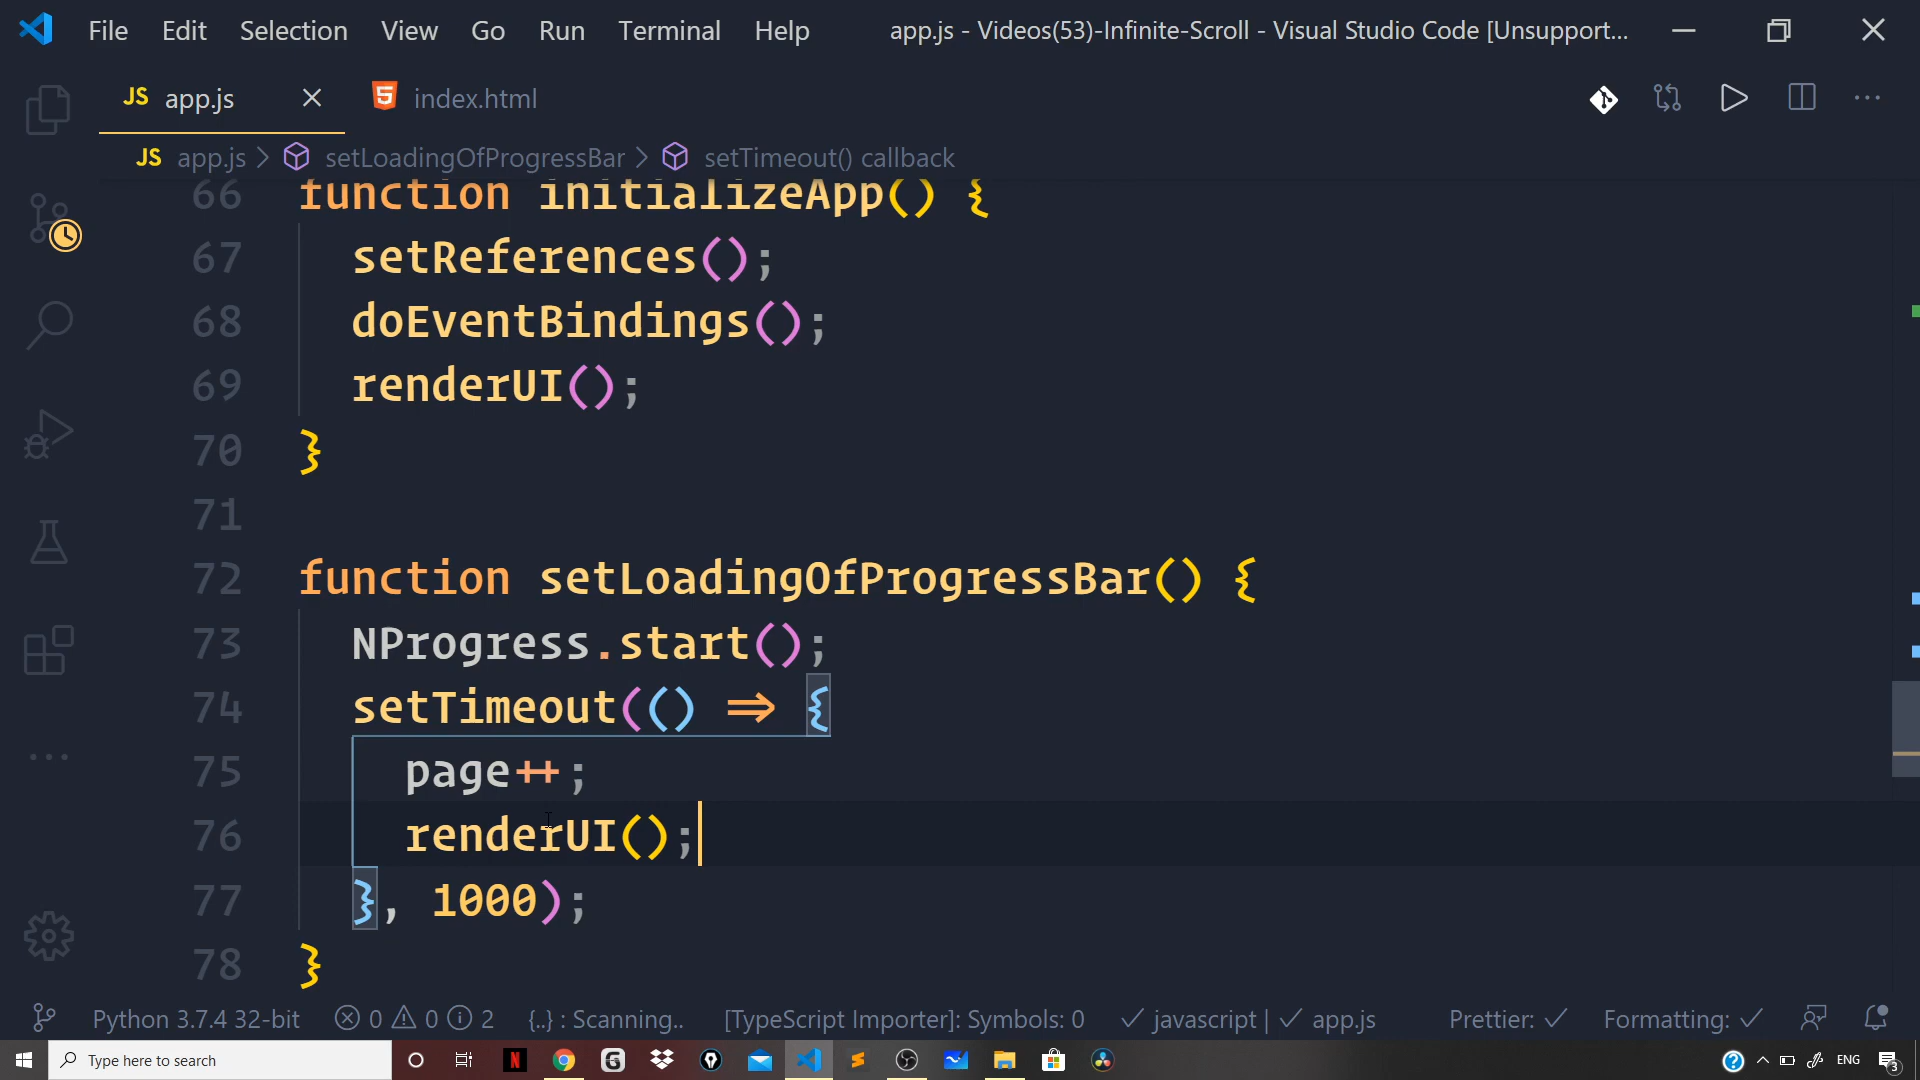 File Edit Selection View Go Run Terminal Help app.js - Videos(53)-Infinite-Scroll - Visual Studio Code [Unsupport...
JS app.js index.html
JS app.js > setLoadingOfProgressBar > setTimeout() callback
66 function initializeApp() {
67 setReferences();
68 doEventBindings();
69 renderUI();
70 }
71
72 function setLoadingOfProgressBar() {
73 NProgress.start();
74 setTimeout(() => {
75 page++;
76 renderUI();
77 }, 1000);
78 }
Python 3.7.4 32-bit 0 0 2 {..} : Scanning.. [TypeScript Importer]: Symbols: 0 ✓ javascript | ✓ app.js Prettier: ✓ Formatting: ✓
Type here to search ENG 3